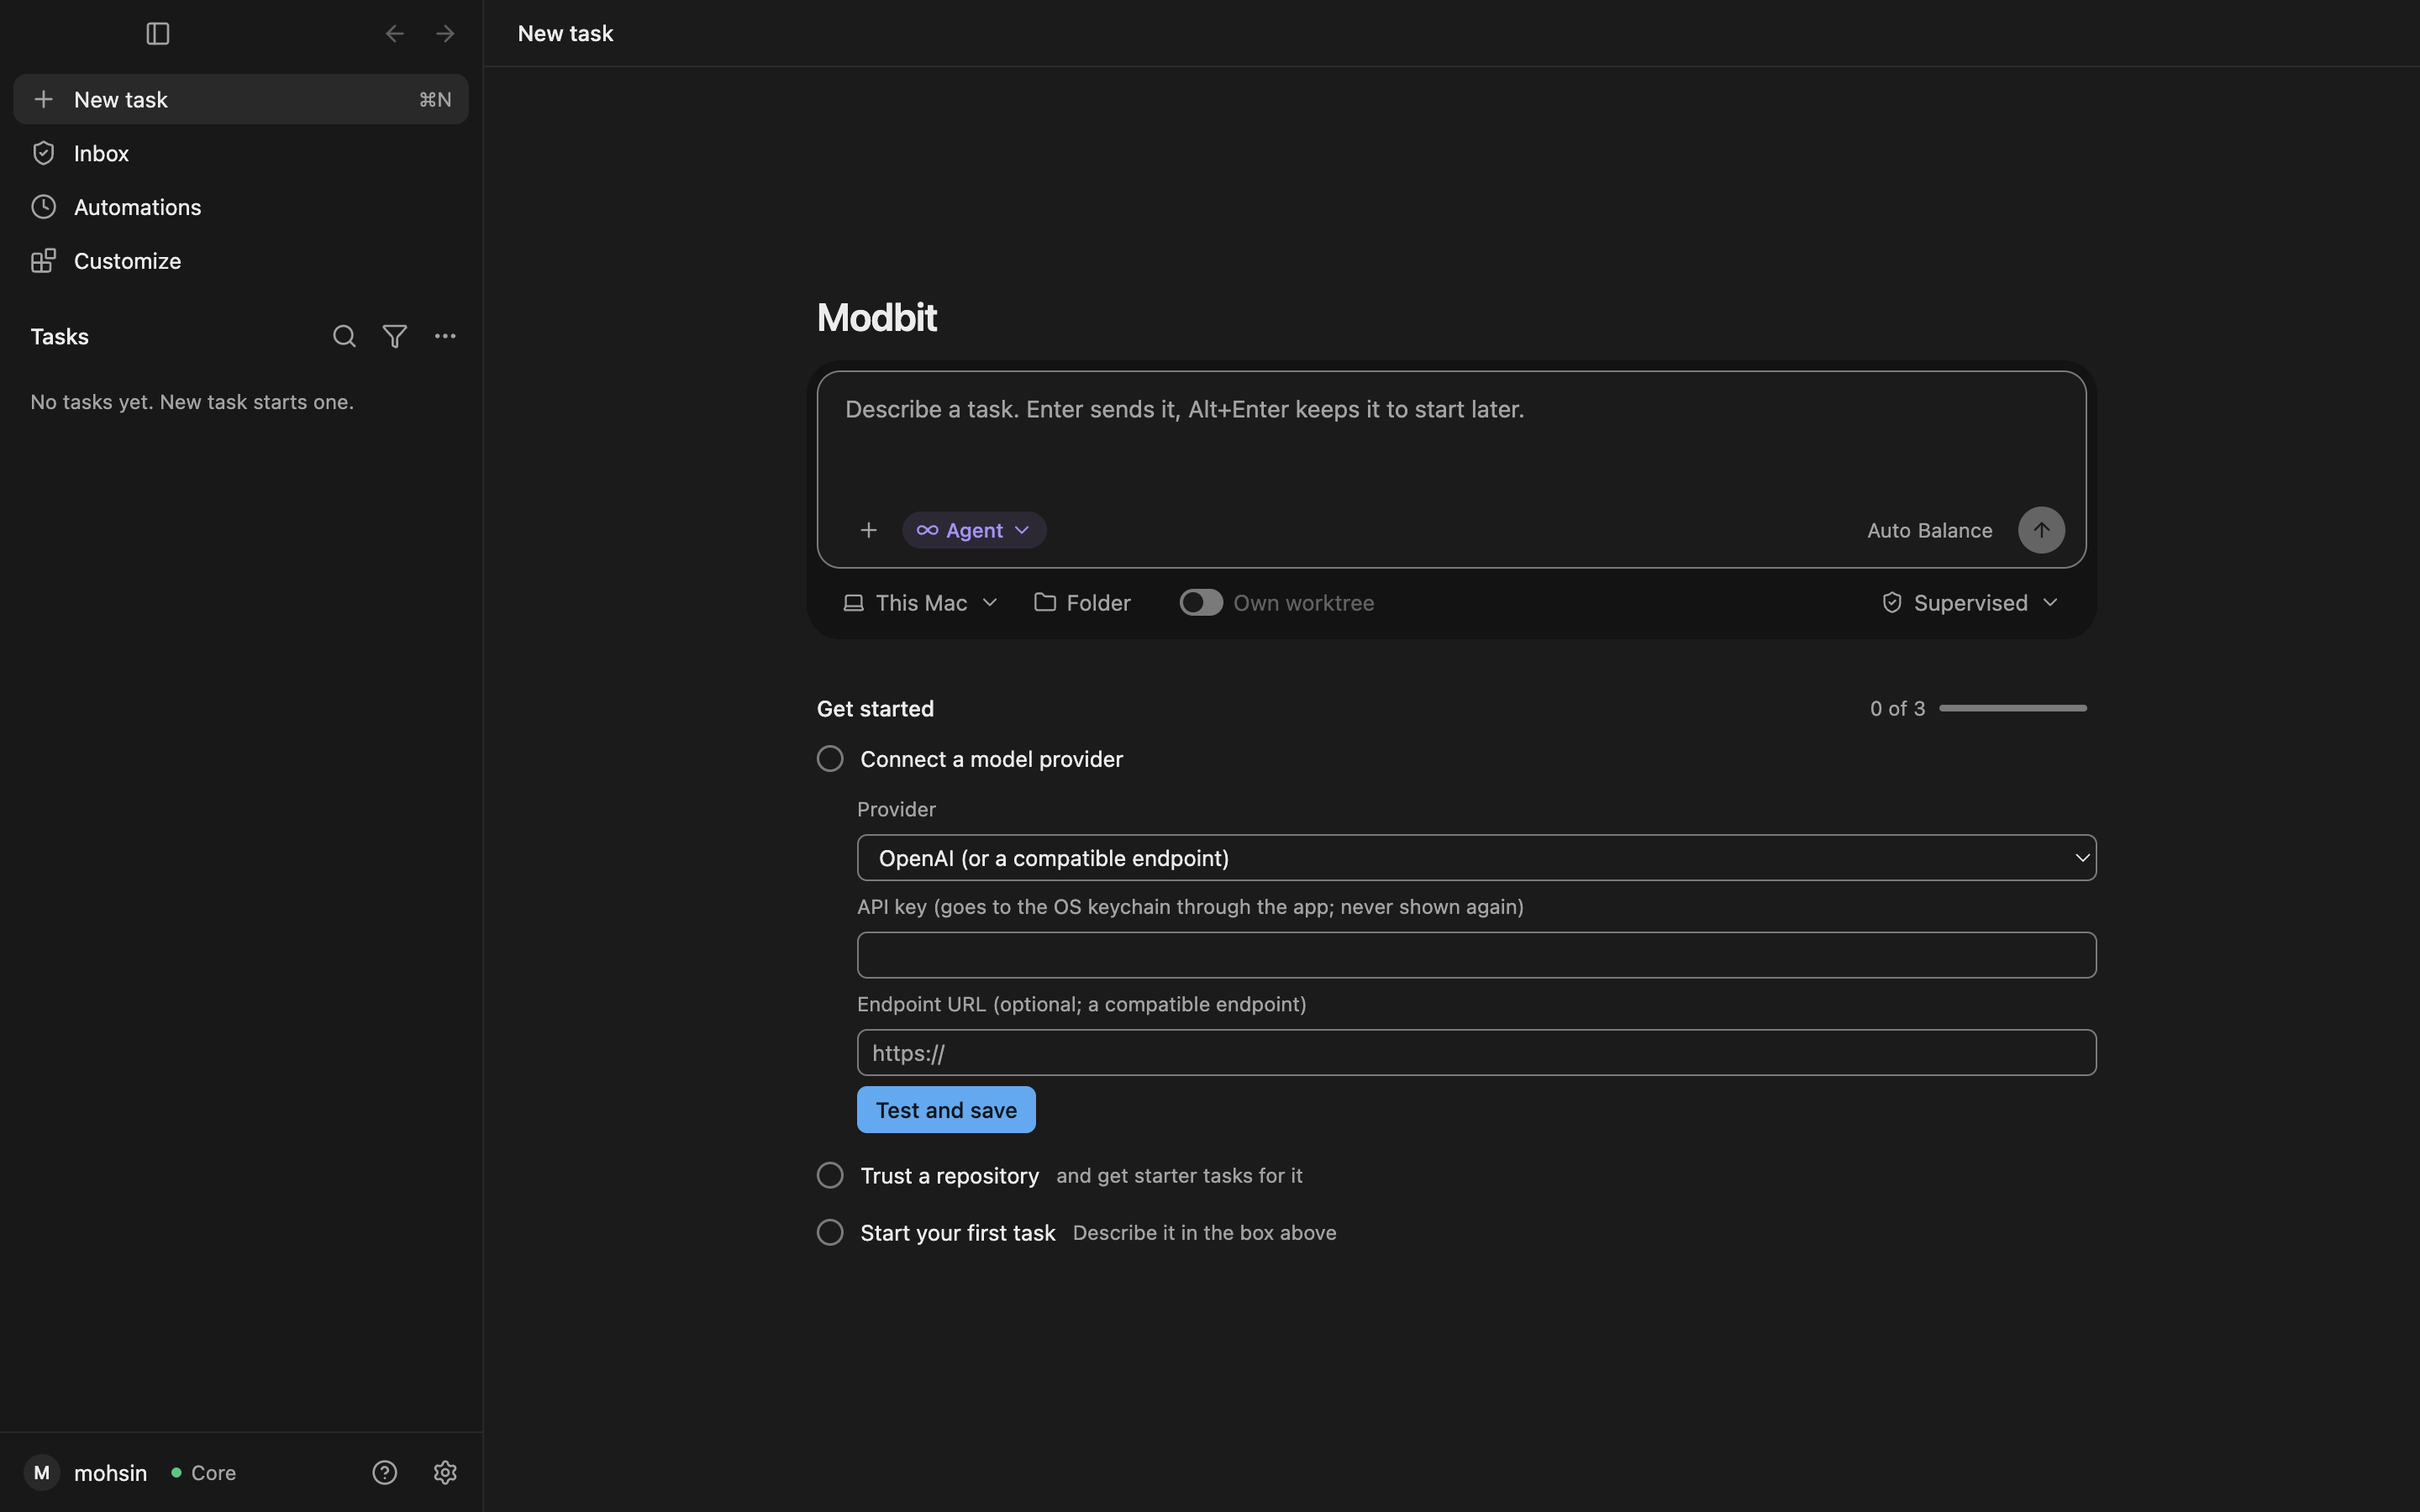 New task
New task ⌘N
Inbox
Automations
Customize
Tasks
No tasks yet. New task starts one.
Modbit
Describe a task. Enter sends it, Alt+Enter keeps it to start later.
Agent
Auto Balance
This Mac
Folder
Own worktree
Supervised
Get started
0 of 3
Connect a model provider
Provider
OpenAI (or a compatible endpoint)
API key (goes to the OS keychain through the app; never shown again)
Endpoint URL (optional; a compatible endpoint)
https://
Test and save
Trust a repository and get starter tasks for it
Start your first task Describe it in the box above
M mohsin Core